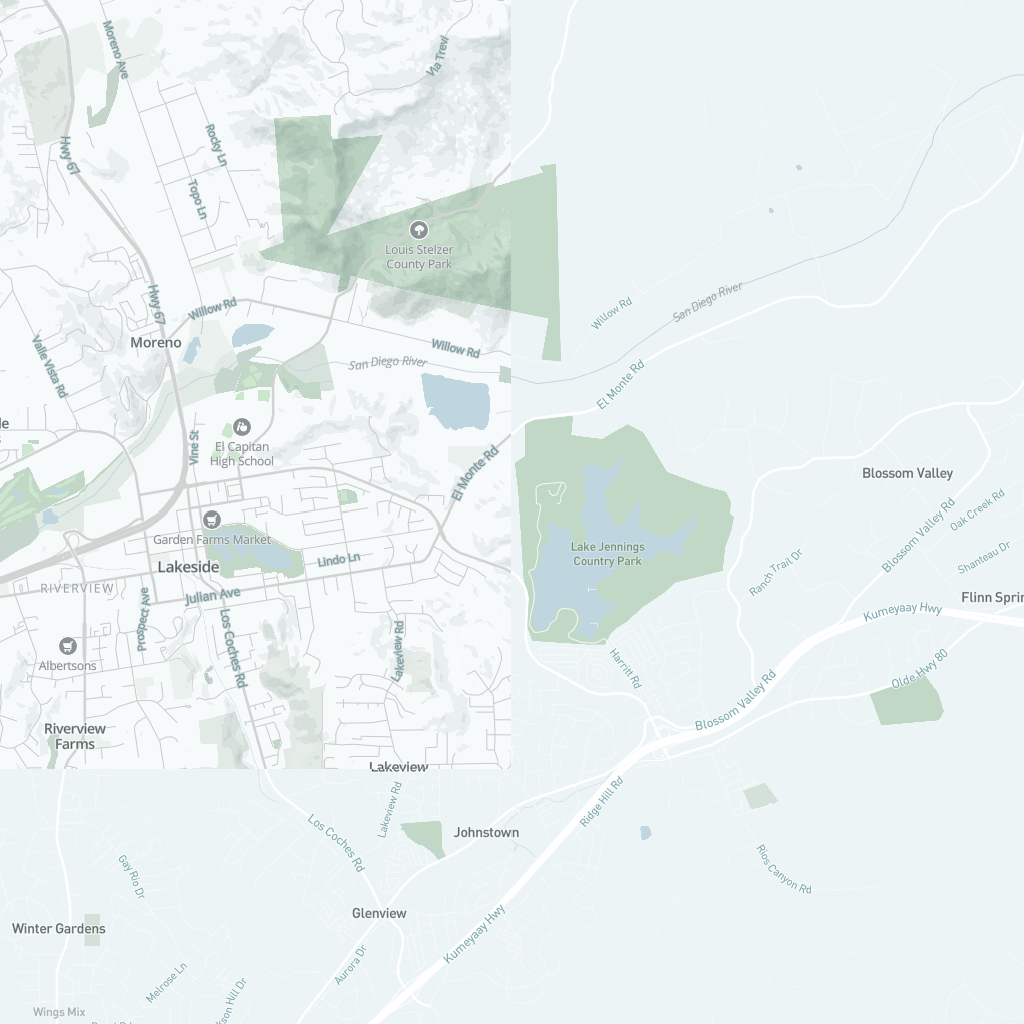 Moreno Ave
Via Trevi
Hwy 67
Rocky Ln
Topo Ln
Louis Stelzer
County Park
Hwy 67
Willow Rd
Willow Rd
San Diego River
Moreno
Willow Rd
San Diego River
Valle Vista Rd
El Monte Rd
El Capitan
High School
Vine St
El Monte Rd
Blossom Valley
Blossom Valley Rd
Oak Creek Rd
Garden Farms Market
Lake Jennings
Country Park
Shanteau Dr
Lakeside
Lindo Ln
Ranch Trail Dr
RIVERVIEW
Julian Ave
Flinn Sprin
Prospect Ave
Kumeyaay Hwy
Los Coches Rd
Lakeview Rd
Albertsons
Harritt Rd
Olde Hwy 80
Blossom Valley Rd
Riverview
Farms
Lakeview
Ridge Hill Rd
Lakeview Rd
Johnstown
Los Coches Rd
Gay Rio Dr
Rios Canyon Rd
Glenview
Winter Gardens
Kumeyaay Hwy
Aurora Dr
Melrose Ln
kson Hill Dr
Wings Mix